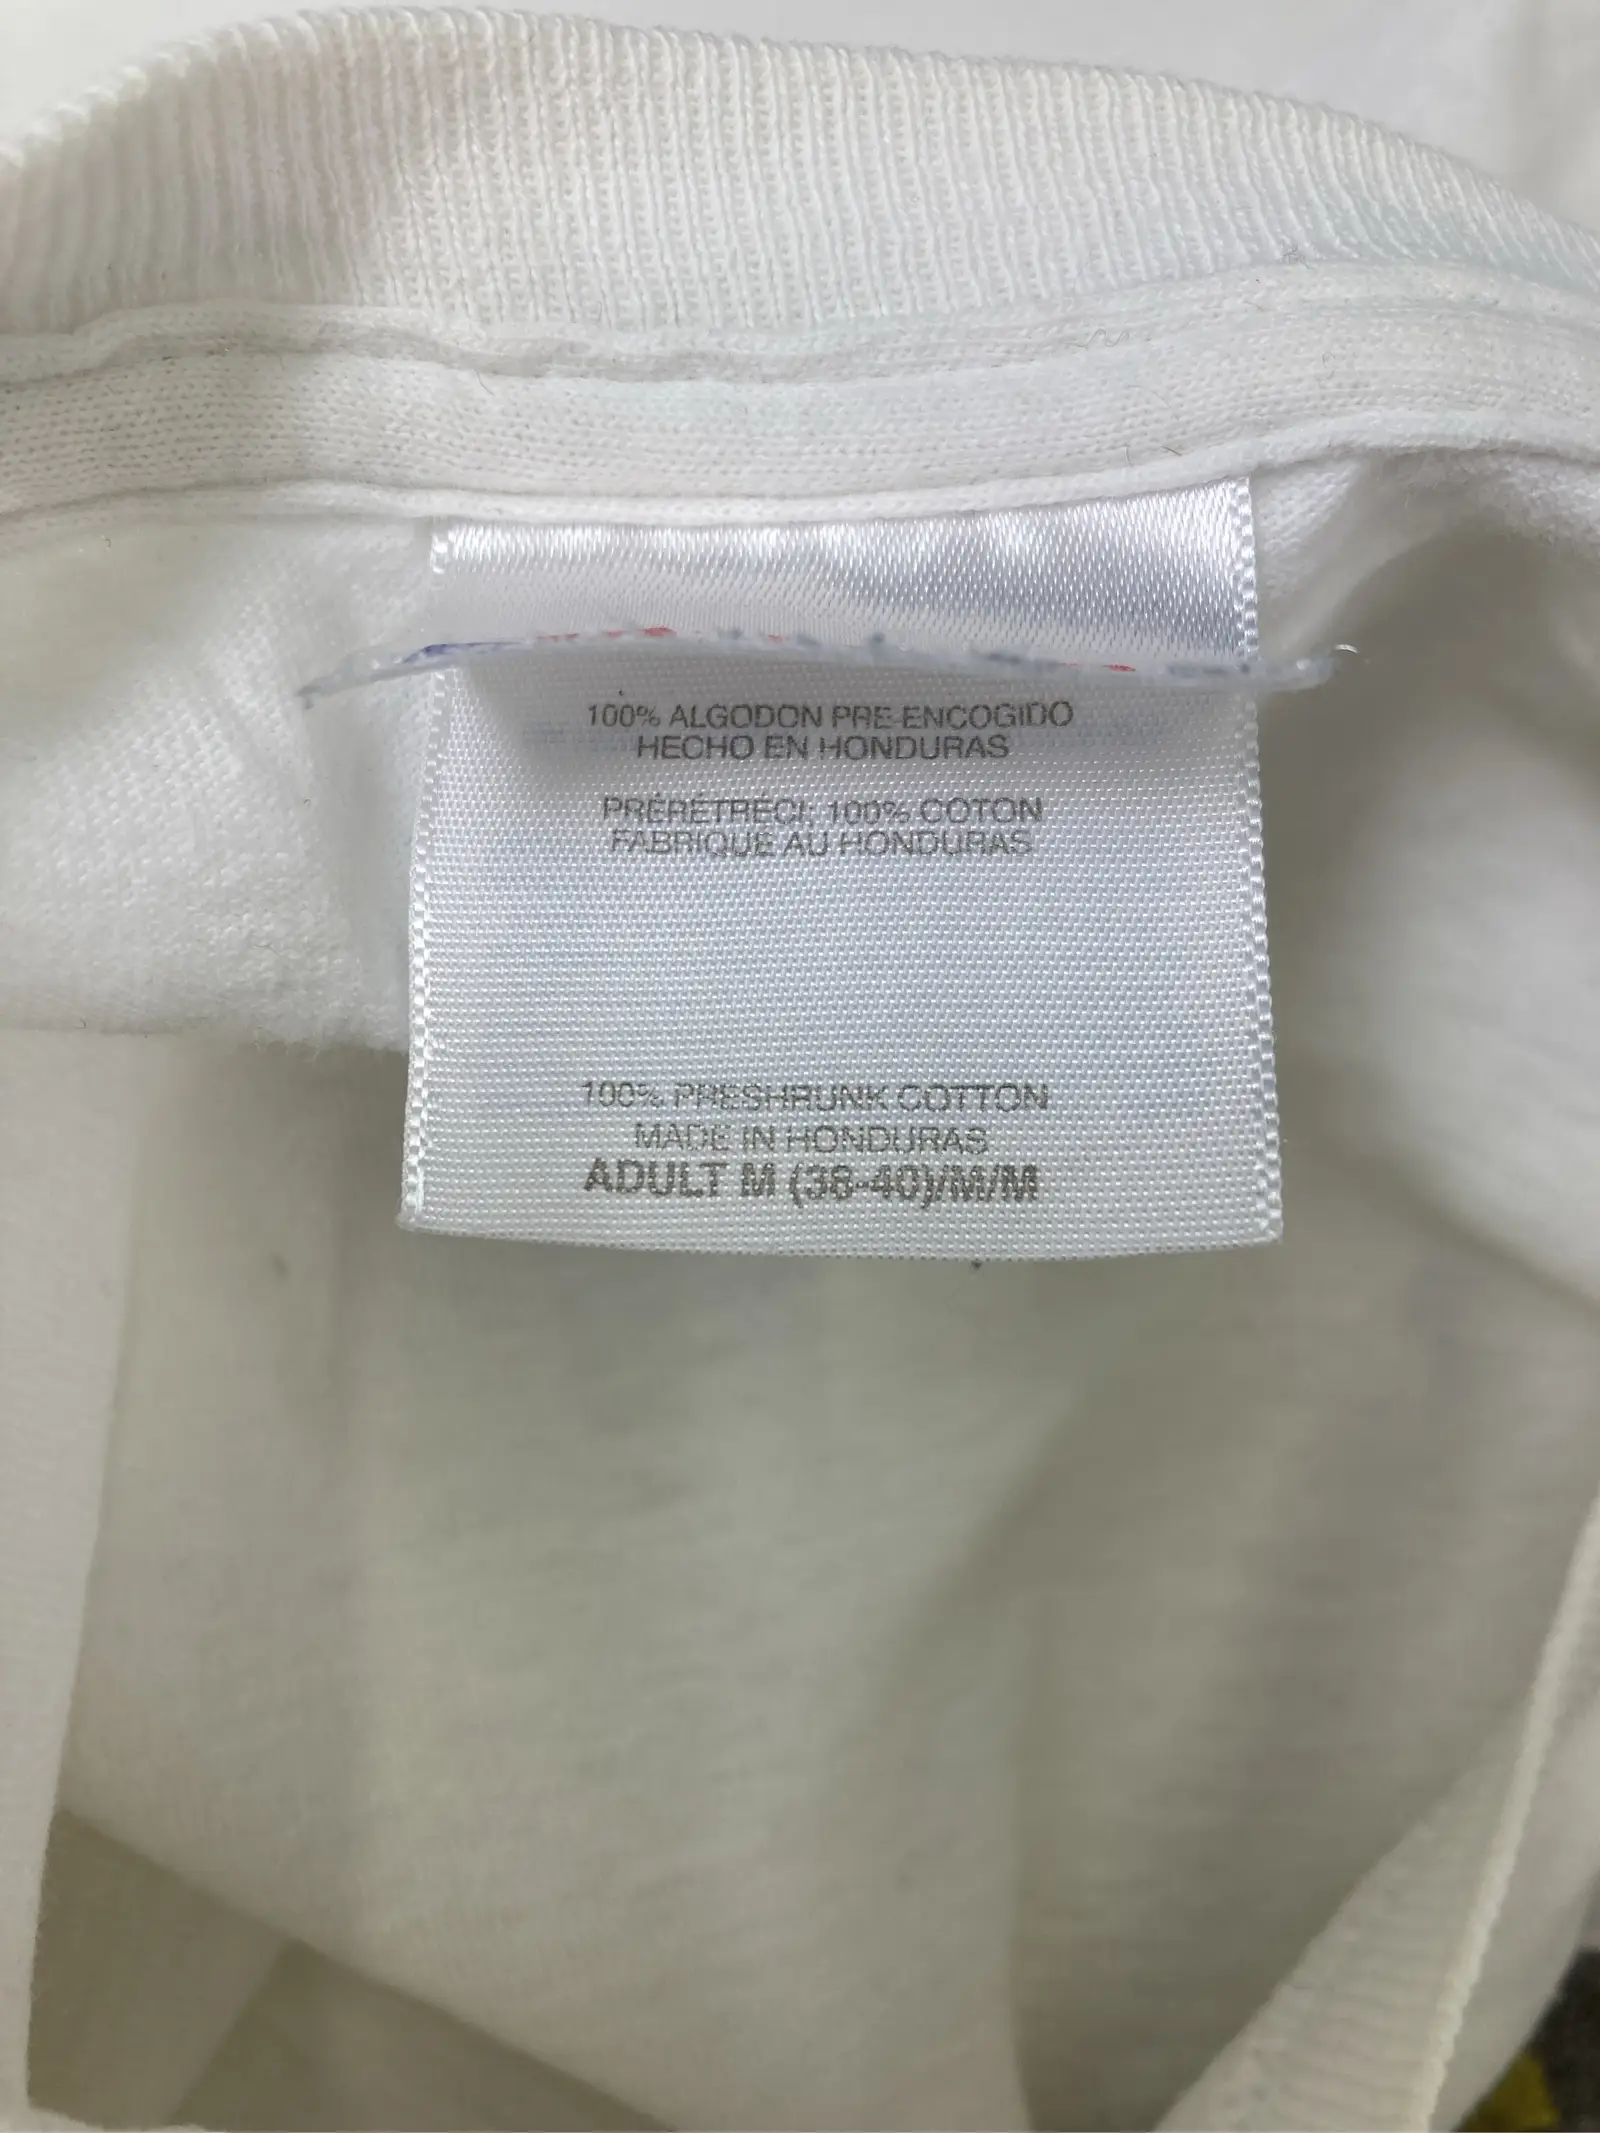 100% ALGODON PRE-ENCOGIDO
HECHO EN HONDURAS
PRÉRÉTRÉCI; 100% COTON
FABRIQUE AU HONDURAS
100% PRESHRUNK COTTON
MADE IN HONDURAS
ADULT M (38-40)/M/M